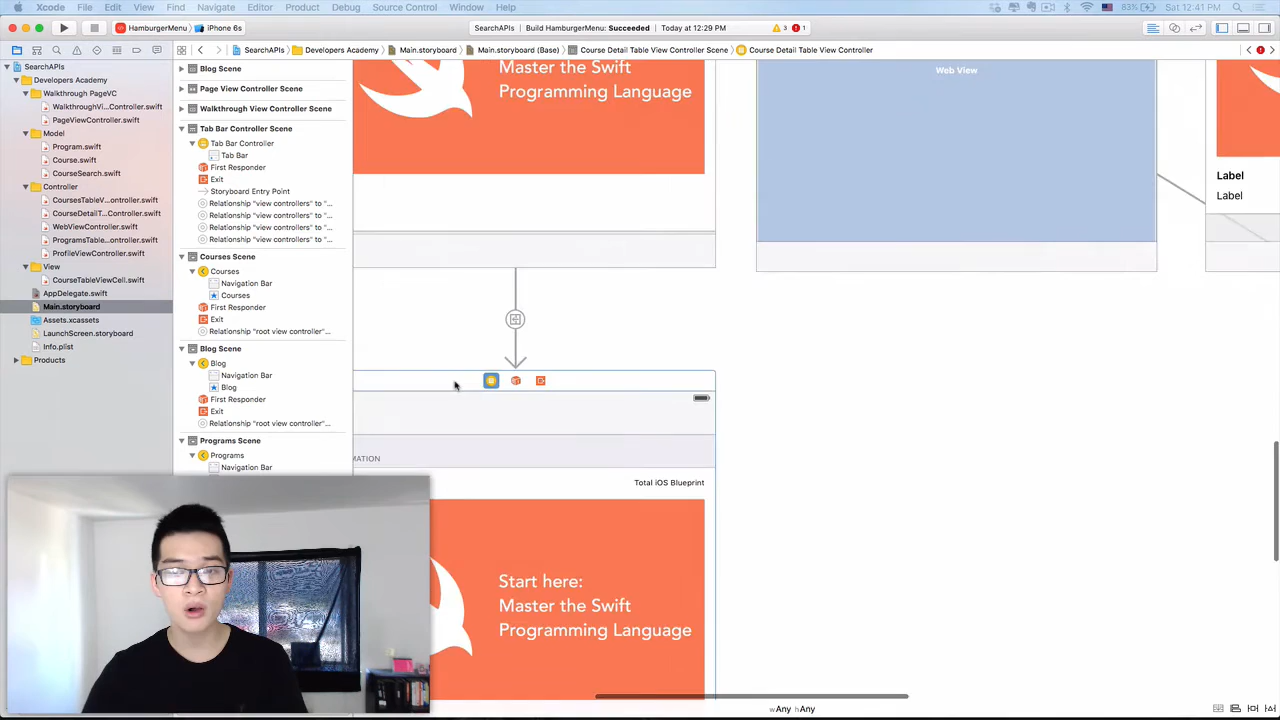 Xcode File Edit View Find Navigate Editor Product Debug Source Control Window Help
83% Sun 12:41 PM
HamburgerMenu iPhone 6s
SearchAPIs Build HamburgerMenu: Succeeded Today at 12:29 PM 3 1
SearchAPIs Developers Academy Main.storyboard Main.storyboard (Base) Course Detail Table View Controller Scene Course Detail Table View Controller
SearchAPIs
Developers Academy
Walkthrough PageVC
WalkthroughVi...Controller.swift
PageViewController.swift
Model
Program.swift
Course.swift
CourseSearch.swift
Controller
CoursesTableV...ontroller.swift
CourseDetailT...ontroller.swift
WebViewController.swift
ProgramsTable...ontroller.swift
ProfileViewController.swift
View
CourseTableViewCell.swift
AppDelegate.swift
Main.storyboard
Assets.xcassets
LaunchScreen.storyboard
Info.plist
Products
Blog Scene
Page View Controller Scene
Walkthrough View Controller Scene
Tab Bar Controller Scene
Tab Bar Controller
Tab Bar
First Responder
Exit
Storyboard Entry Point
Relationship "view controllers" to "...
Relationship "view controllers" to "...
Relationship "view controllers" to "...
Relationship "view controllers" to "...
Courses Scene
Courses
Navigation Bar
Courses
First Responder
Exit
Relationship "root view controller"...
Blog Scene
Blog
Navigation Bar
Blog
First Responder
Exit
Relationship "root view controller"...
Programs Scene
Programs
Navigation Bar
Master the Swift
Programming Language
Web View
Label
Label
MATION
Total iOS Blueprint
Start here:
Master the Swift
Programming Language
wAny hAny